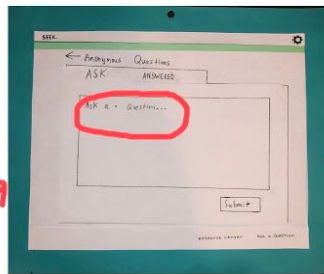 SEEK.
← Anonymous Questions
ASK ANSWERED
Ask a • Question...
Submit
ASK A QUESTION